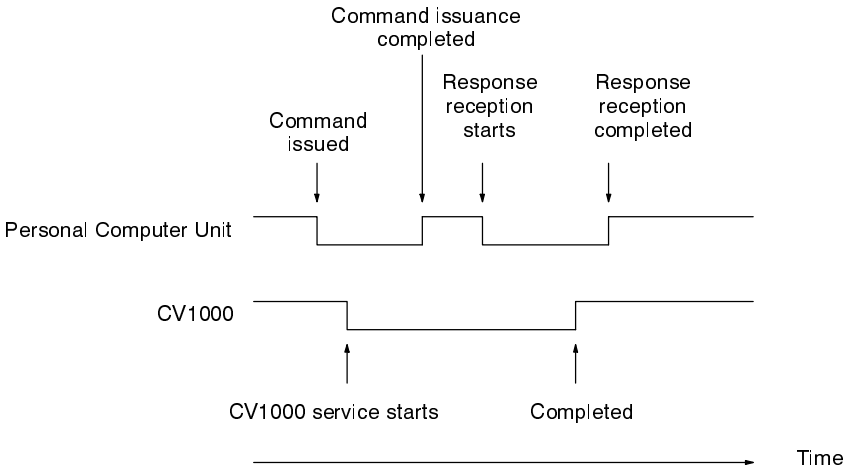 Command issuance
completed
Response
reception
starts
Response
reception
completed
Command
issued
Personal Computer Unit
CV1000
CV1000 service starts
Completed
Time